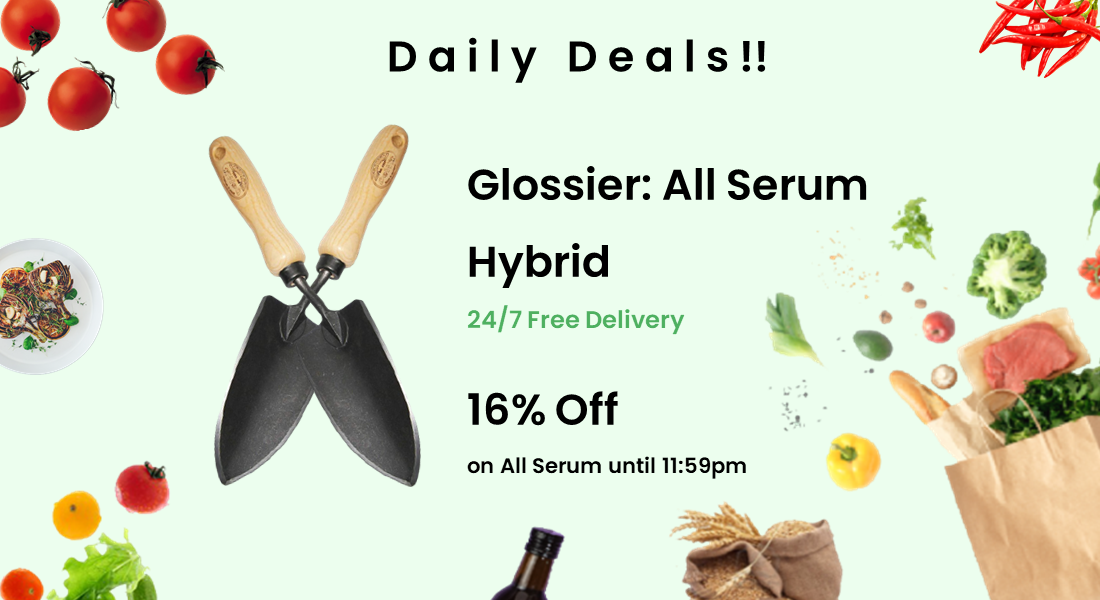 Daily Deals!!
Glossier: All Serum
Hybrid
24/7 Free Delivery
16% Off
on All Serum until 11:59pm